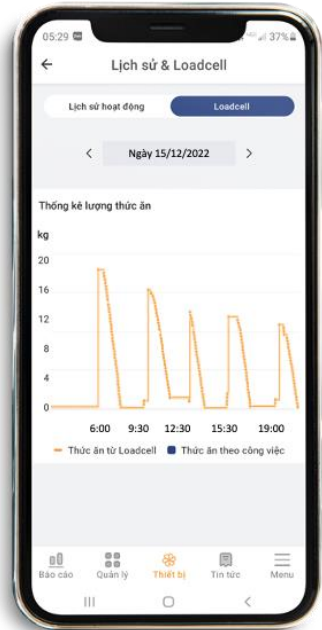 05:29
37%
Lịch sử & Loadcell
Lịch sử hoạt động
Loadcell
Ngày 15/12/2022
Thống kê lượng thức ăn
kg
20
16
12
8
4
0
6:00 9:30 12:30 15:30 19:00
Thức ăn từ Loadcell Thức ăn theo công việc
Báo cáo Quản lý Thiết bị Tin tức Menu